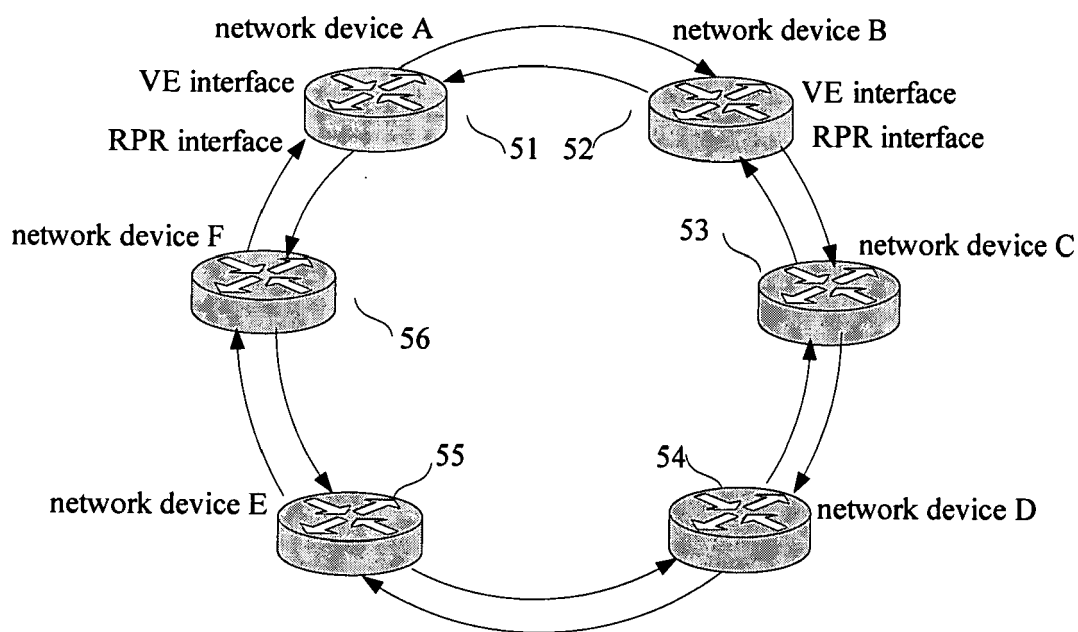 network device A
network device B
VE interface
VE interface
RPR interface
51
52
RPR interface
network device F
53
network device C
56
55
54
network device E
network device D